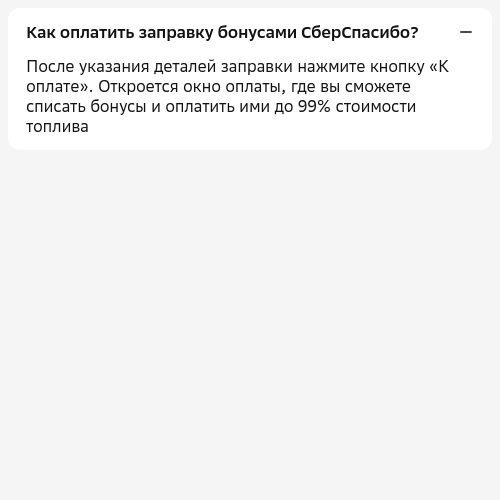 Как оплатить заправку бонусами СберСпасибо?
После указания деталей заправки нажмите кнопку «К
оплате». Откроется окно оплаты, где вы сможете
списать бонусы и оплатить ими до 99% стоимости
топлива